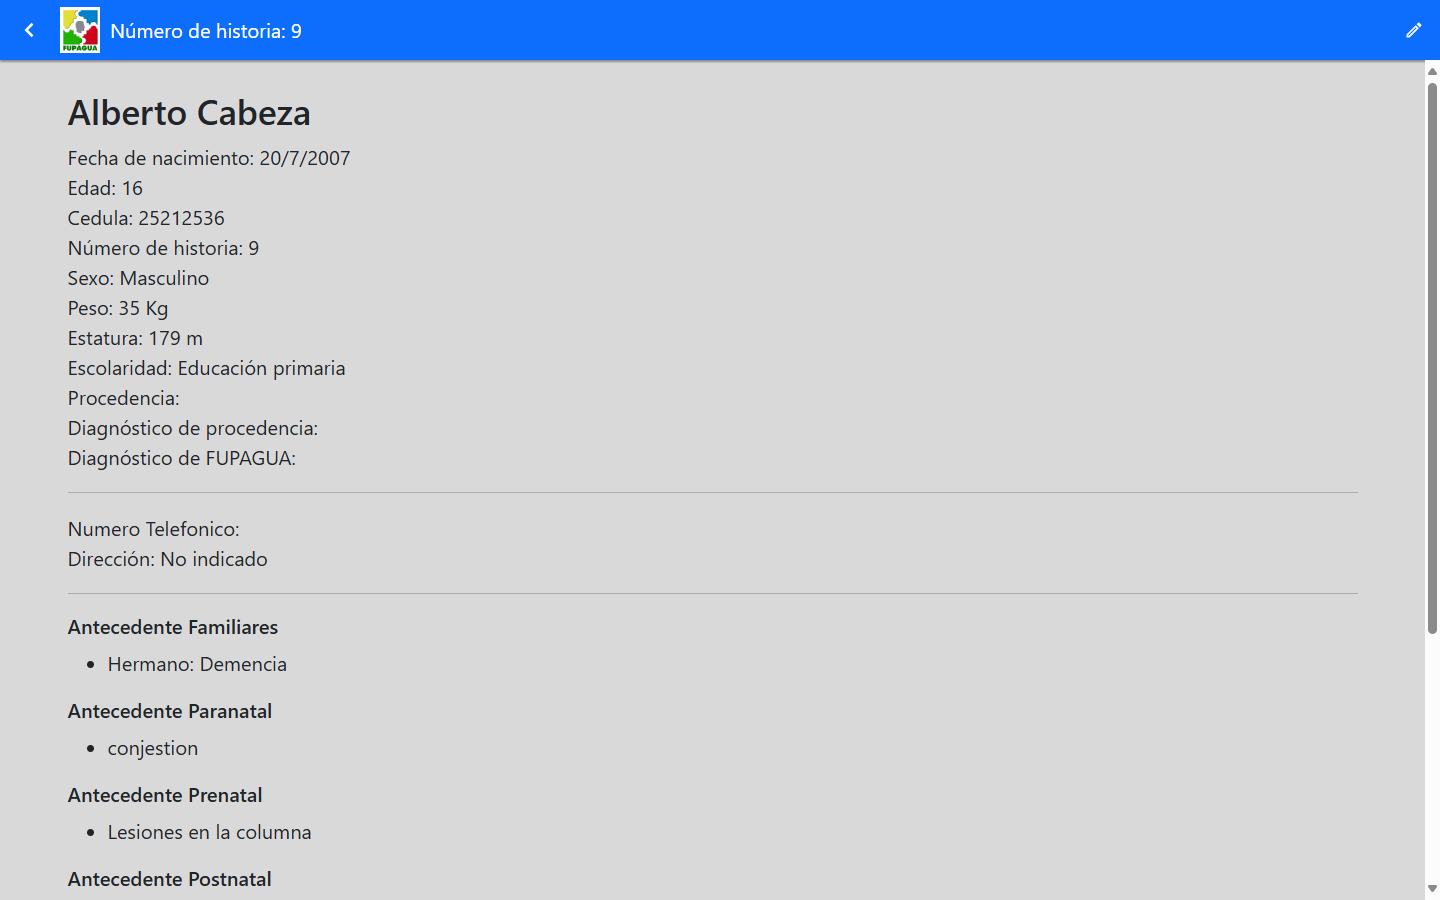 FUPAGUA
Número de historia: 9
Alberto Cabeza
Fecha de nacimiento: 20/7/2007
Edad: 16
Cedula: 25212536
Número de historia: 9
Sexo: Masculino
Peso: 35 Kg
Estatura: 179 m
Escolaridad: Educación primaria
Procedencia:
Diagnóstico de procedencia:
Diagnóstico de FUPAGUA:
Numero Telefonico:
Dirección: No indicado
Antecedente Familiares
Hermano: Demencia
Antecedente Paranatal
conjestion
Antecedente Prenatal
Lesiones en la columna
Antecedente Postnatal